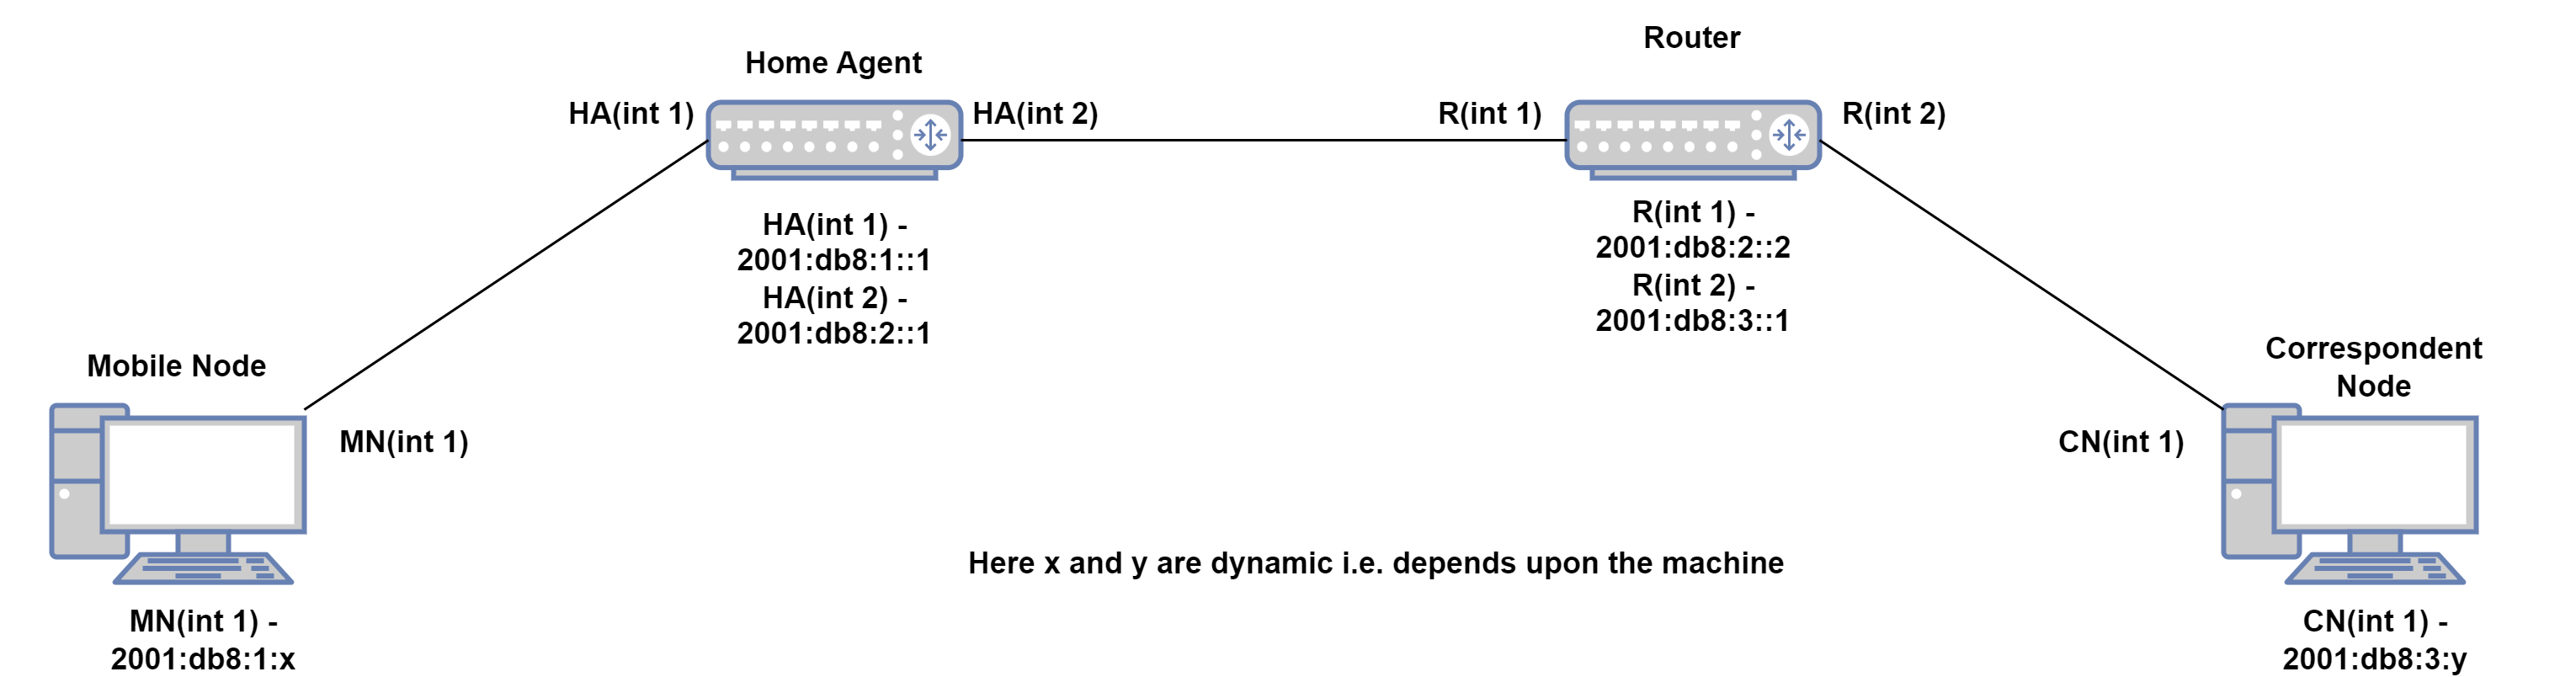 Router
Home Agent
HA(int 1)
HA(int 2)
R(int 1)
R(int 2)
HA(int 1) -
2001:db8:1::1
HA(int 2) -
2001:db8:2::1
R(int 1) -
2001:db8:2::2
R(int 2) -
2001:db8:3::1
Mobile Node
MN(int 1)
Correspondent
Node
CN(int 1)
Here x and y are dynamic i.e. depends upon the machine
MN(int 1) -
2001:db8:1:x
CN(int 1) -
2001:db8:3:y